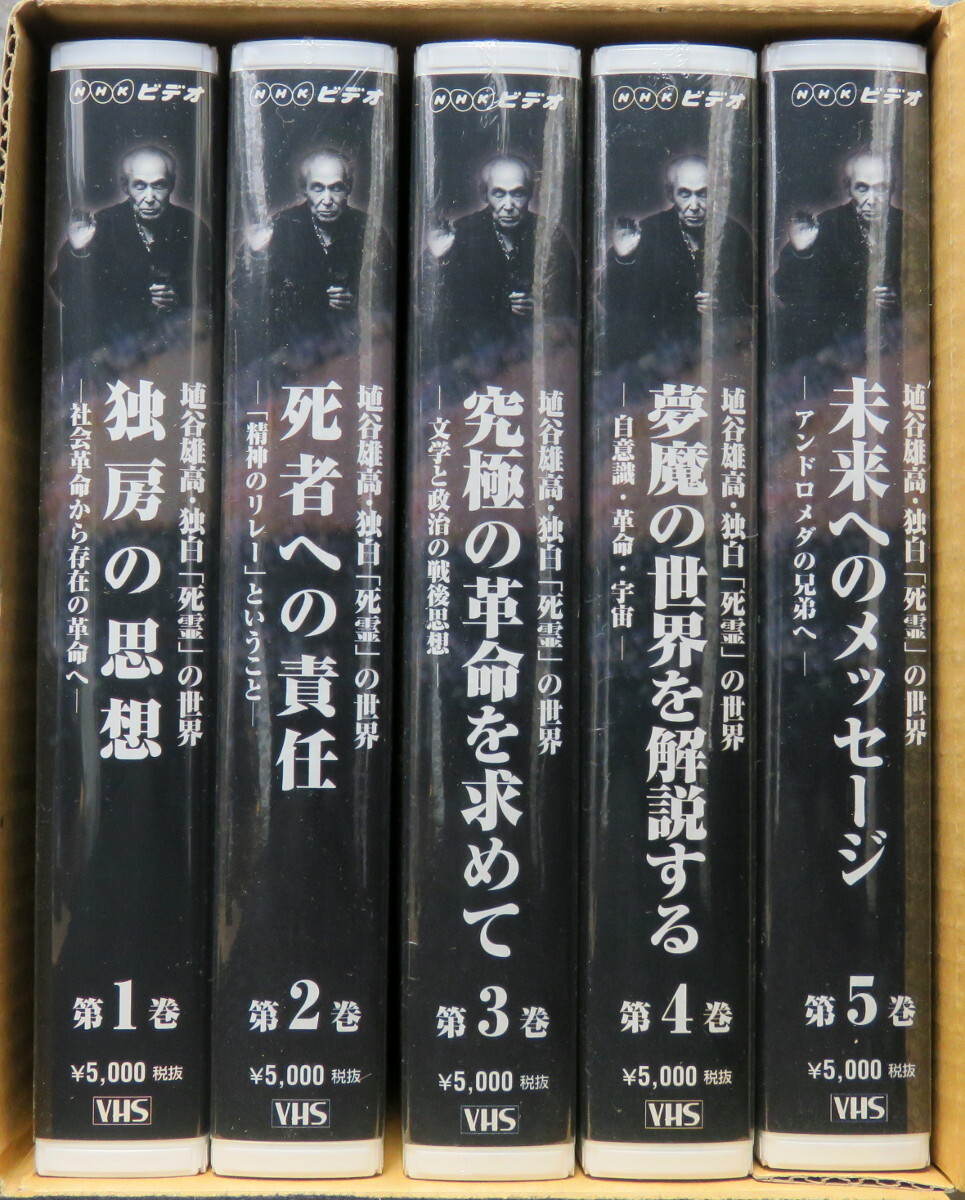 NHKビデオ
埴谷雄高・独白「死霊」の世界
独房の思想
―社会革命から存在の革命へ―
第1巻
¥5,000 税抜
VHS
NHKビデオ
埴谷雄高・独白「死霊」の世界
死者への責任
―「精神のリレー」ということ―
第2巻
¥5,000 税抜
VHS
NHKビデオ
埴谷雄高・独白「死霊」の世界
究極の革命を求めて
―文学と政治の戦後思想―
第3巻
¥5,000 税抜
VHS
NHKビデオ
埴谷雄高・独白「死霊」の世界
夢魔の世界を解説する
―自意識・革命・宇宙―
第4巻
¥5,000 税抜
VHS
NHKビデオ
埴谷雄高・独白「死霊」の世界
未来へのメッセージ
―アンドロメダの兄弟へ―
第5巻
¥5,000 税抜
VHS